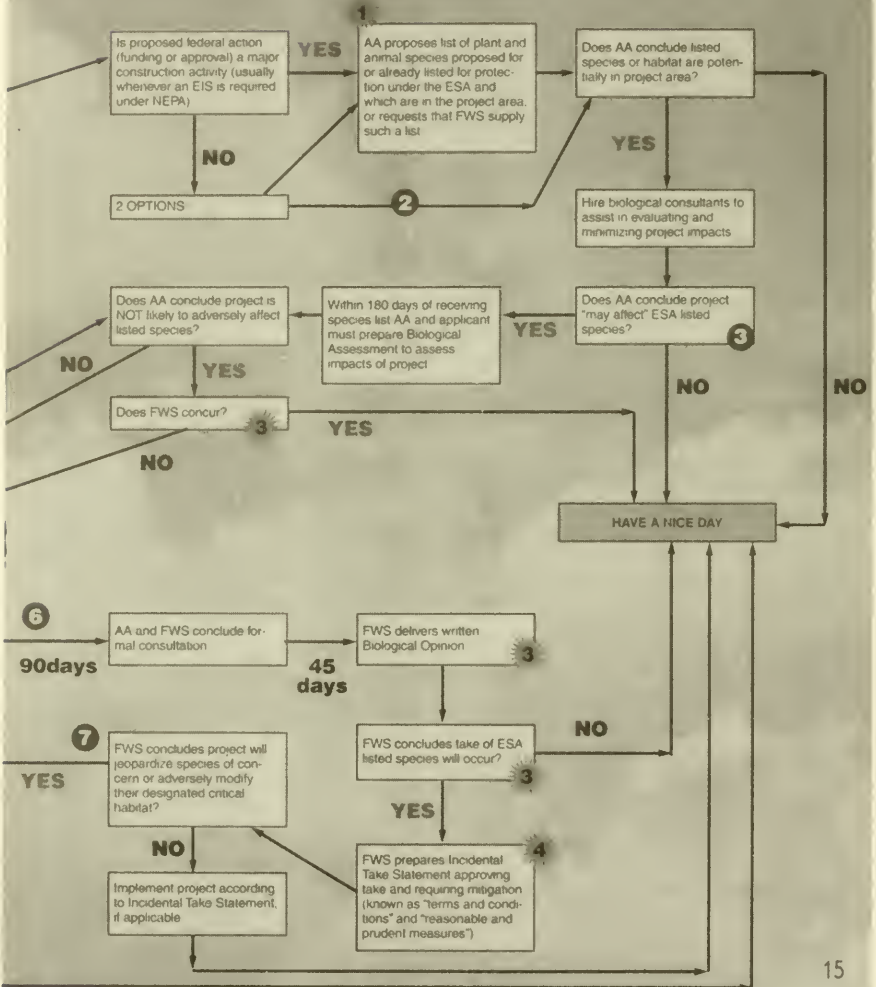 1
Is proposed federal action
(funding or approval) a major
construction activity (usually
whenever an EIS is required
under NEPA)
YES
AA proposes list of plant and
animal species proposed for
or already listed for protec-
tion under the ESA and
which are in the project area,
or requests that FWS supply
such a list
Does AA conclude listed
species or habitat are poten-
tially in project area?
NO
YES
2 OPTIONS
2
Hire biological consultants to
assist in evaluating and
minimizing project impacts
Does AA conclude project is
NOT likely to adversely affect
listed species?
Within 180 days of receiving
species list AA and applicant
must prepare Biological
Assessment to assess
impacts of project
YES
Does AA conclude project
"may affect" ESA listed
species?
3
NO
YES
NO
NO
Does FWS concur?
3
YES
NO
HAVE A NICE DAY
6
90days
AA and FWS conclude for-
mal consultation
45
days
FWS delivers written
Biological Opinion
3
7
YES
FWS concludes project will
jeopardize species of con-
cern or adversely modify
their designated critical
habitat?
FWS concludes take of ESA
listed species will occur?
3
NO
YES
NO
4
FWS prepares Incidental
Take Statement approving
take and requiring mitigation
(known as "terms and condi-
tions" and "reasonable and
prudent measures")
Implement project according
to Incidental Take Statement,
if applicable
15